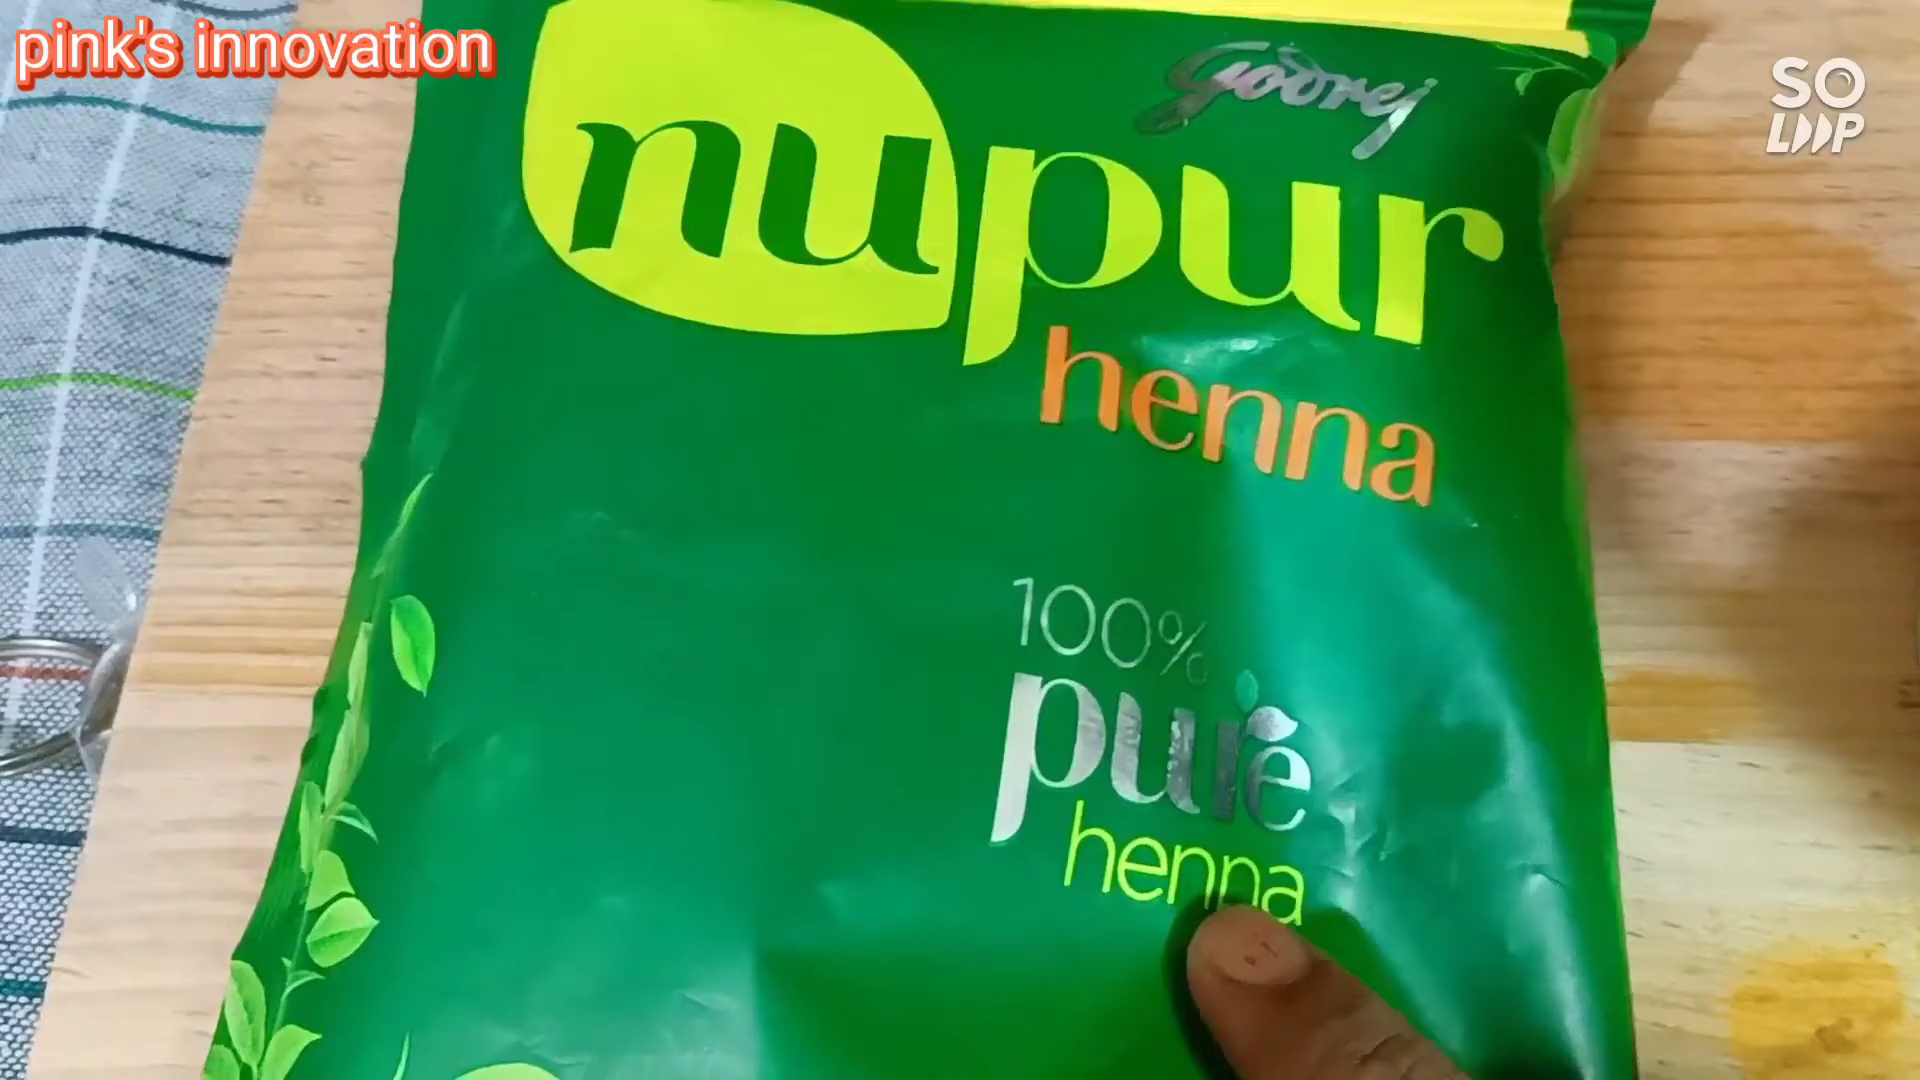 pink's innovation
SO
LOOP
Godrej
nupur
henna
100%
pure
henna